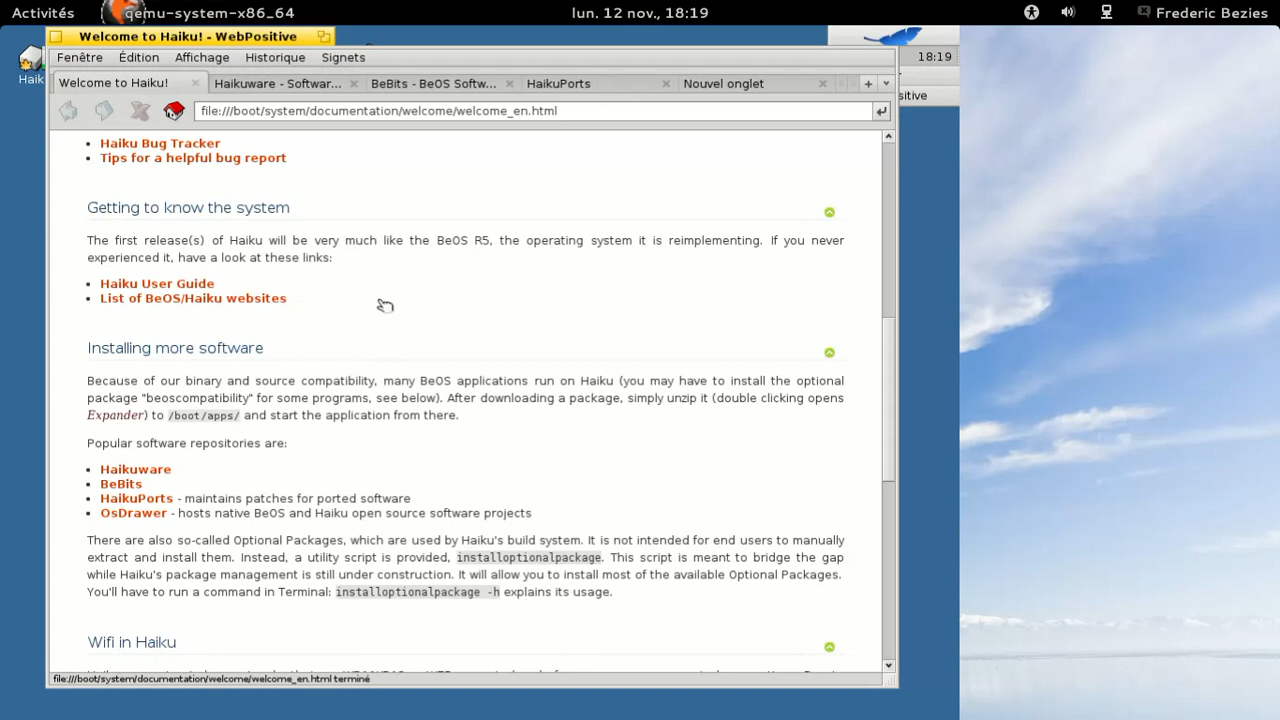 Activités
qemu-system-x86_64
lun. 12 nov., 18:19
Frederic Bezies
Welcome to Haiku! - WebPositive
Haik
18:19
Fenêtre Édition Affichage Historique Signets
Welcome to Haiku!
Haikuware - Softwar...
BeBits - BeOS Softw...
HaikuPorts
Nouvel onglet
sitive
file:///boot/system/documentation/welcome/welcome_en.html
• Haiku Bug Tracker
• Tips for a helpful bug report
Getting to know the system
The first release(s) of Haiku will be very much like the BeOS R5, the operating system it is reimplementing. If you never
experienced it, have a look at these links:
• Haiku User Guide
• List of BeOS/Haiku websites
Installing more software
Because of our binary and source compatibility, many BeOS applications run on Haiku (you may have to install the optional
package "beoscompatibility" for some programs, see below). After downloading a package, simply unzip it (double clicking opens
Expander) to /boot/apps/ and start the application from there.
Popular software repositories are:
• Haikuware
• BeBits
• HaikuPorts - maintains patches for ported software
• OsDrawer - hosts native BeOS and Haiku open source software projects
There are also so-called Optional Packages, which are used by Haiku's build system. It is not intended for end users to manually
extract and install them. Instead, a utility script is provided, installoptionalpackage. This script is meant to bridge the gap
while Haiku's package management is still under construction. It will allow you to install most of the available Optional Packages.
You'll have to run a command in Terminal: installoptionalpackage -h explains its usage.
Wifi in Haiku
file:///boot/system/documentation/welcome/welcome_en.html terminé